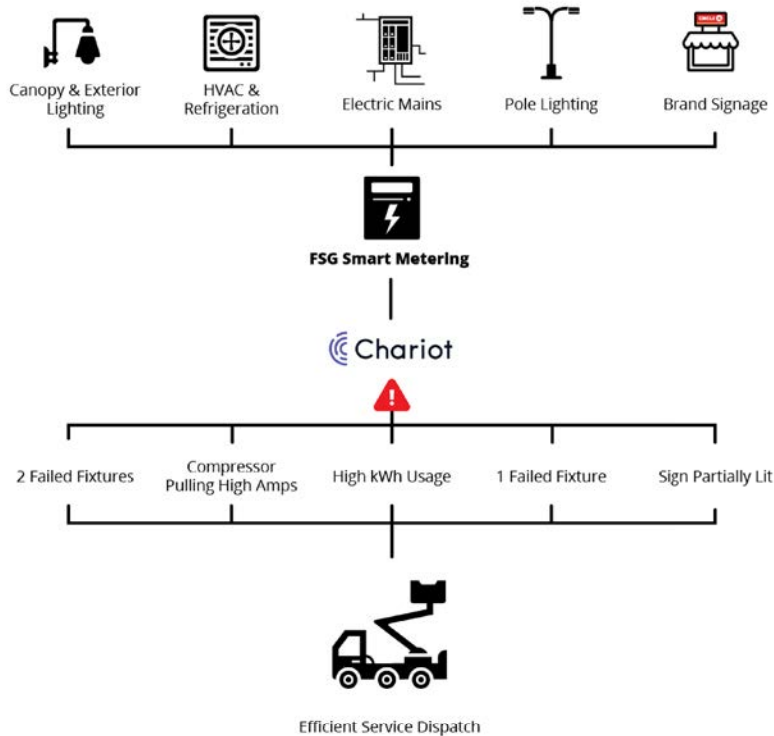 Canopy & Exterior
Lighting
HVAC &
Refrigeration
Electric Mains
Pole Lighting
Brand Signage
FSG Smart Metering
Chariot
!
2 Failed Fixtures
Compressor
Pulling High Amps
High kWh Usage
1 Failed Fixture
Sign Partially Lit
Efficient Service Dispatch